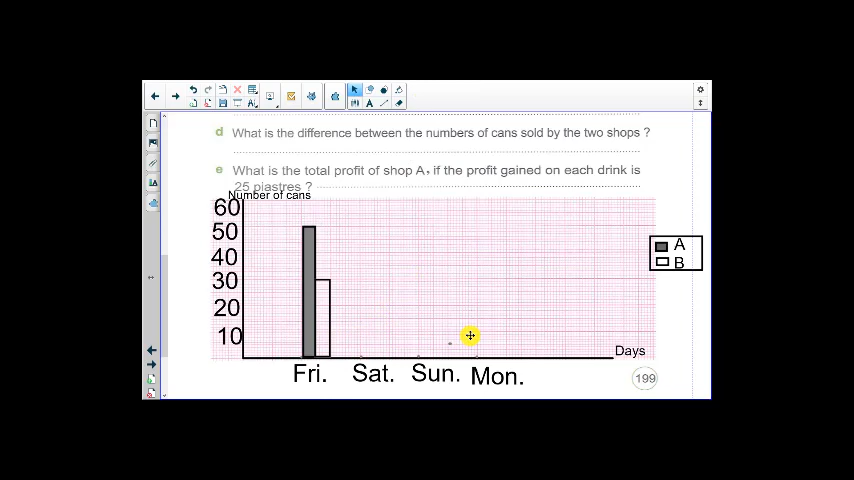 d What is the difference between the numbers of cans sold by the two shops ?
e What is the total profit of shop A, if the profit gained on each drink is
25 piastres ?
Number of cans
60
50
40
30
20
10
A
B
Days
Fri. Sat. Sun. Mon.
199